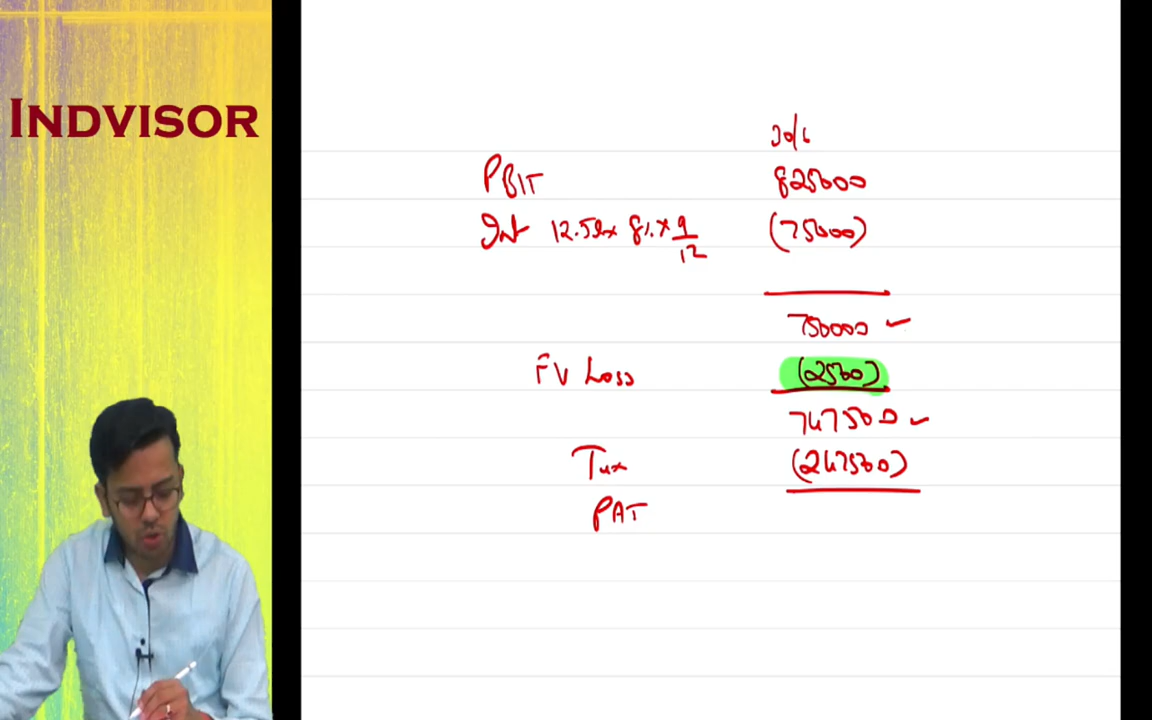 INDVISOR
PBIT 825000
Int 12.5L x 8% x 9/12 (75000)
750000 ✓
FV Loss (2500)
747500 ✓
Tax (247500)
PAT